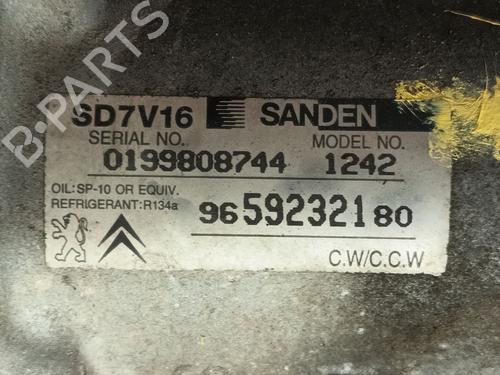 SD7V16 SANDEN
SERIAL NO. MODEL NO.
0199808744 1242
OIL: SP-10 OR EQUIV.
REFRIGERANT: R134a
9659232180
C.W/C.C.W
B-PARTS